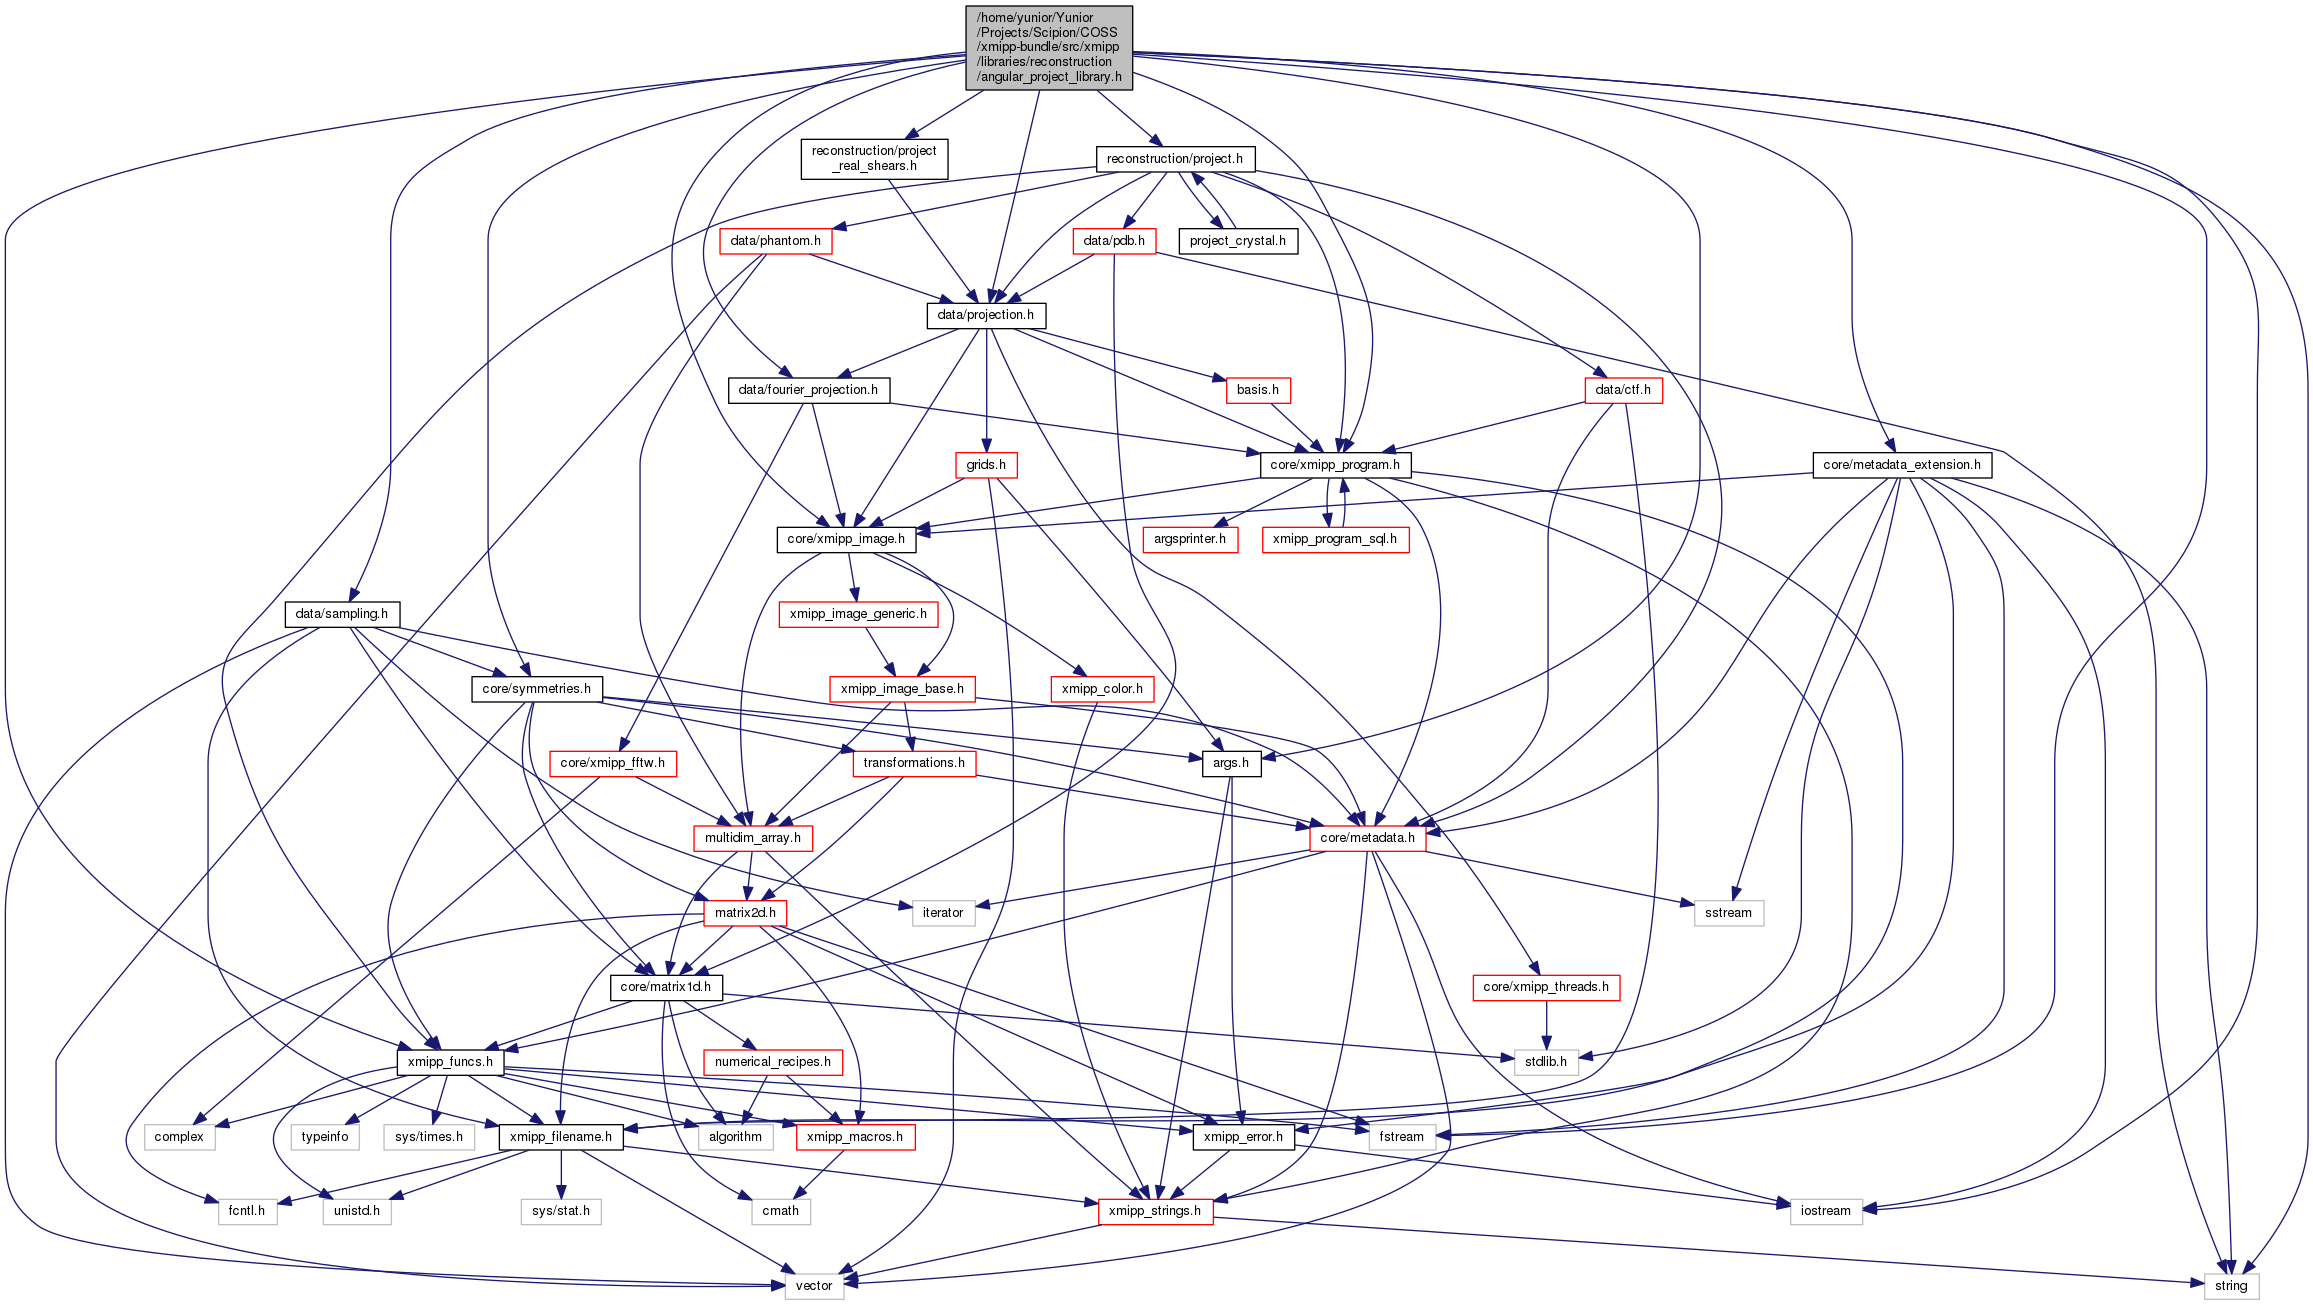 /home/yunior/Yunior
/Projects/Scipion/COSS
/xmipp-bundle/src/xmipp
/libraries/reconstruction
/angular_project_library.h
reconstruction/project
_real_shears.h
reconstruction/project.h
data/phantom.h
data/pdb.h
project_crystal.h
data/projection.h
data/fourier_projection.h
basis.h
data/ctf.h
grids.h
core/xmipp_program.h
core/metadata_extension.h
core/xmipp_image.h
argsprinter.h
xmipp_program_sql.h
data/sampling.h
xmipp_image_generic.h
core/symmetries.h
xmipp_image_base.h
xmipp_color.h
core/xmipp_fftw.h
transformations.h
args.h
multidim_array.h
core/metadata.h
matrix2d.h
iterator
sstream
core/matrix1d.h
core/xmipp_threads.h
xmipp_funcs.h
numerical_recipes.h
stdlib.h
complex
typeinfo
sys/times.h
xmipp_filename.h
algorithm
xmipp_macros.h
xmipp_error.h
fstream
fcntl.h
unistd.h
sys/stat.h
cmath
xmipp_strings.h
iostream
vector
string